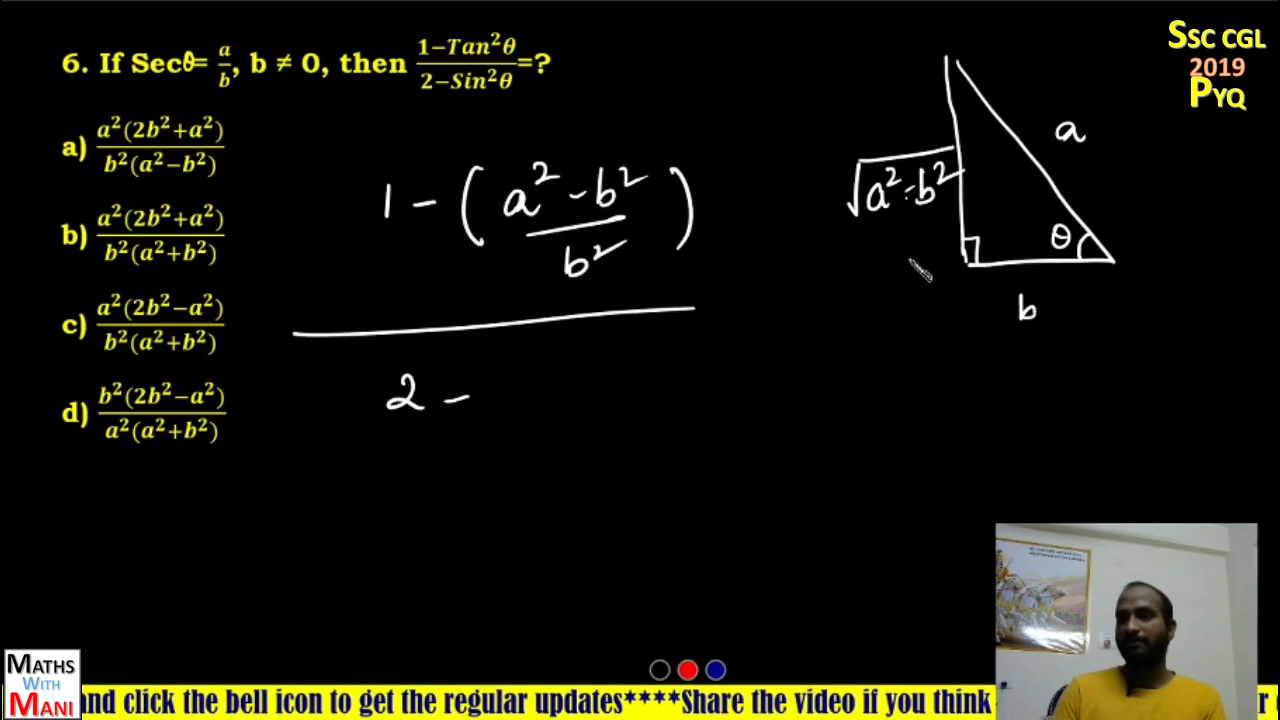 6. If Secθ= a/b, b ≠ 0, then (1−Tan²θ)/(2−Sin²θ)=?
a) a²(2b²+a²)/b²(a²−b²)
b) a²(2b²+a²)/b²(a²+b²)
c) a²(2b²−a²)/b²(a²+b²)
d) b²(2b²−a²)/a²(a²+b²)
1 − (a²−b²/b²)
2 −
√a²−b²
a
θ
b
SSC CGL
2019
PYQ
MATHS
WITH
MANI
and click the bell icon to get the regular updates****Share the video if you think